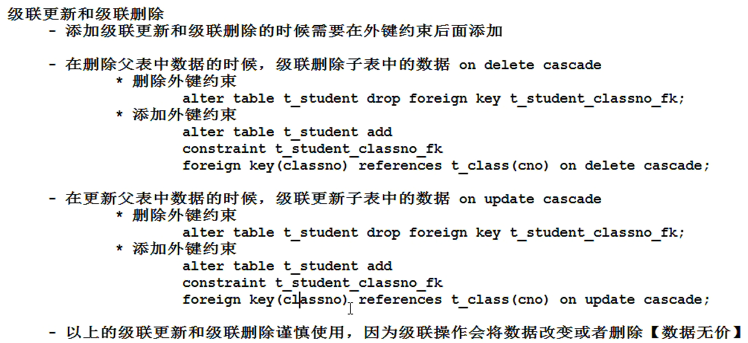 级联更新和级联删除
- 添加级联更新和级联删除的时候需要在外键约束后面添加
- 在删除父表中数据的时候，级联删除子表中的数据 on delete cascade
* 删除外键约束
alter table t_student drop foreign key t_student_classno_fk;
* 添加外键约束
alter table t_student add
constraint t_student_classno_fk
foreign key(classno) references t_class(cno) on delete cascade;
- 在更新父表中数据的时候，级联更新子表中的数据 on update cascade
* 删除外键约束
alter table t_student drop foreign key t_student_classno_fk;
* 添加外键约束
alter table t_student add
constraint t_student_classno_fk
foreign key(classno) references t_class(cno) on update cascade;
- 以上的级联更新和级联删除谨慎使用，因为级联操作会将数据改变或者删除【数据无价】